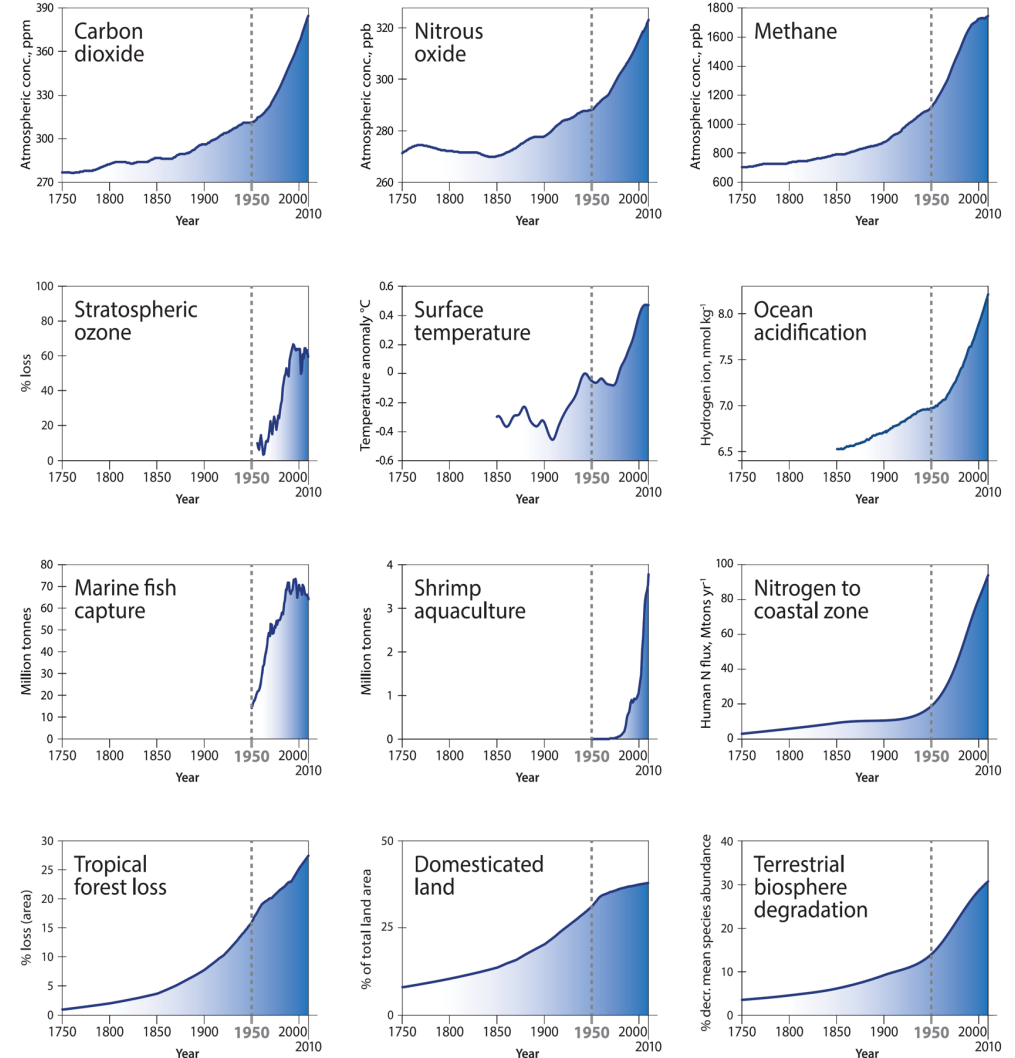 390
360
330
300
270
Atmospheric conc., ppm
Carbon
dioxide
1750 1800 1850 1900 1950 2000
2010
Year
320
300
280
260
Atmospheric conc., ppb
Nitrous
oxide
1750 1800 1850 1900 1950 2000
2010
Year
1800
1600
1400
1200
1000
800
600
Atmospheric conc., ppb
Methane
1750 1800 1850 1900 1950 2000
2010
Year
100
80
60
40
20
0
% loss
Stratospheric
ozone
1750 1800 1850 1900 1950 2000
2010
Year
0.6
0.4
0.2
0
-0.2
-0.4
-0.6
Temperature anomaly °C
Surface
temperature
1750 1800 1850 1900 1950 2000
2010
Year
8.0
7.5
7.0
6.5
Hydrogen ion, nmol kg⁻¹
Ocean
acidification
1750 1800 1850 1900 1950 2000
2010
Year
80
70
60
50
40
30
20
10
0
Million tonnes
Marine fish
capture
1750 1800 1850 1900 1950 2000
2010
Year
4
3
2
1
0
Million tonnes
Shrimp
aquaculture
1750 1800 1850 1900 1950 2000
2010
Year
100
80
60
40
20
0
Human N flux, Mtons yr⁻¹
Nitrogen to
coastal zone
1750 1800 1850 1900 1950 2000
2010
Year
30
25
20
15
10
5
0
% loss (area)
Tropical
forest loss
1750 1800 1850 1900 1950 2000
2010
Year
50
25
0
% of total land area
Domesticated
land
1750 1800 1850 1900 1950 2000
2010
Year
40
30
20
10
0
% decr. mean species abundance
Terrestrial
biosphere
degradation
1750 1800 1850 1900 1950 2000
2010
Year